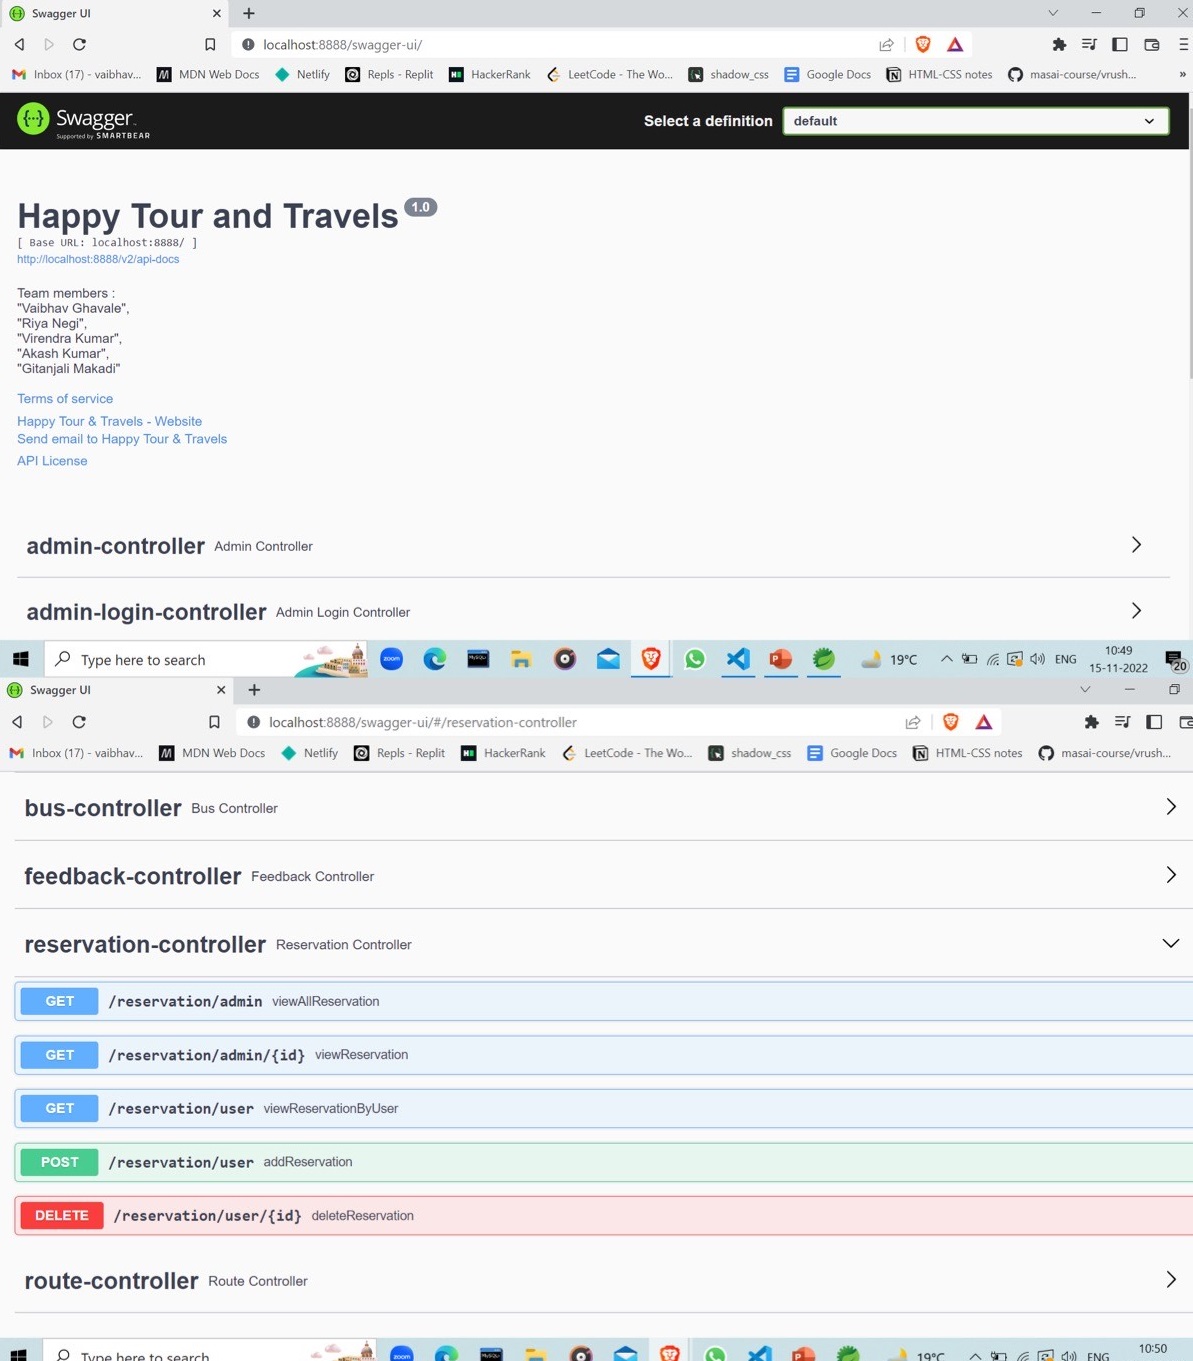 Swagger UI
localhost:8888/swagger-ui/
Inbox (17) - vaibhav... MDN Web Docs Netlify Repls - Replit HackerRank LeetCode - The Wo... shadow_css Google Docs HTML-CSS notes masai-course/vrush... »
Swagger
Supported by SMARTBEAR
Select a definition default
Happy Tour and Travels 1.0
[ Base URL: localhost:8888/ ]
http://localhost:8888/v2/api-docs
Team members :
"Vaibhav Ghavale",
"Riya Negi",
"Virendra Kumar",
"Akash Kumar",
"Gitanjali Makadi"
Terms of service
Happy Tour & Travels - Website
Send email to Happy Tour & Travels
API License
admin-controller Admin Controller
admin-login-controller Admin Login Controller
Type here to search zoom MySQL 19°C ENG 10:49
15-11-2022 20
Swagger UI
localhost:8888/swagger-ui/#/reservation-controller
Inbox (17) - vaibhav... MDN Web Docs Netlify Repls - Replit HackerRank LeetCode - The Wo... shadow_css Google Docs HTML-CSS notes masai-course/vrush...
bus-controller Bus Controller
feedback-controller Feedback Controller
reservation-controller Reservation Controller
GET /reservation/admin viewAllReservation
GET /reservation/admin/{id} viewReservation
GET /reservation/user viewReservationByUser
POST /reservation/user addReservation
DELETE /reservation/user/{id} deleteReservation
route-controller Route Controller
Type here to search zoom MySQL 19°C ENG 10:50